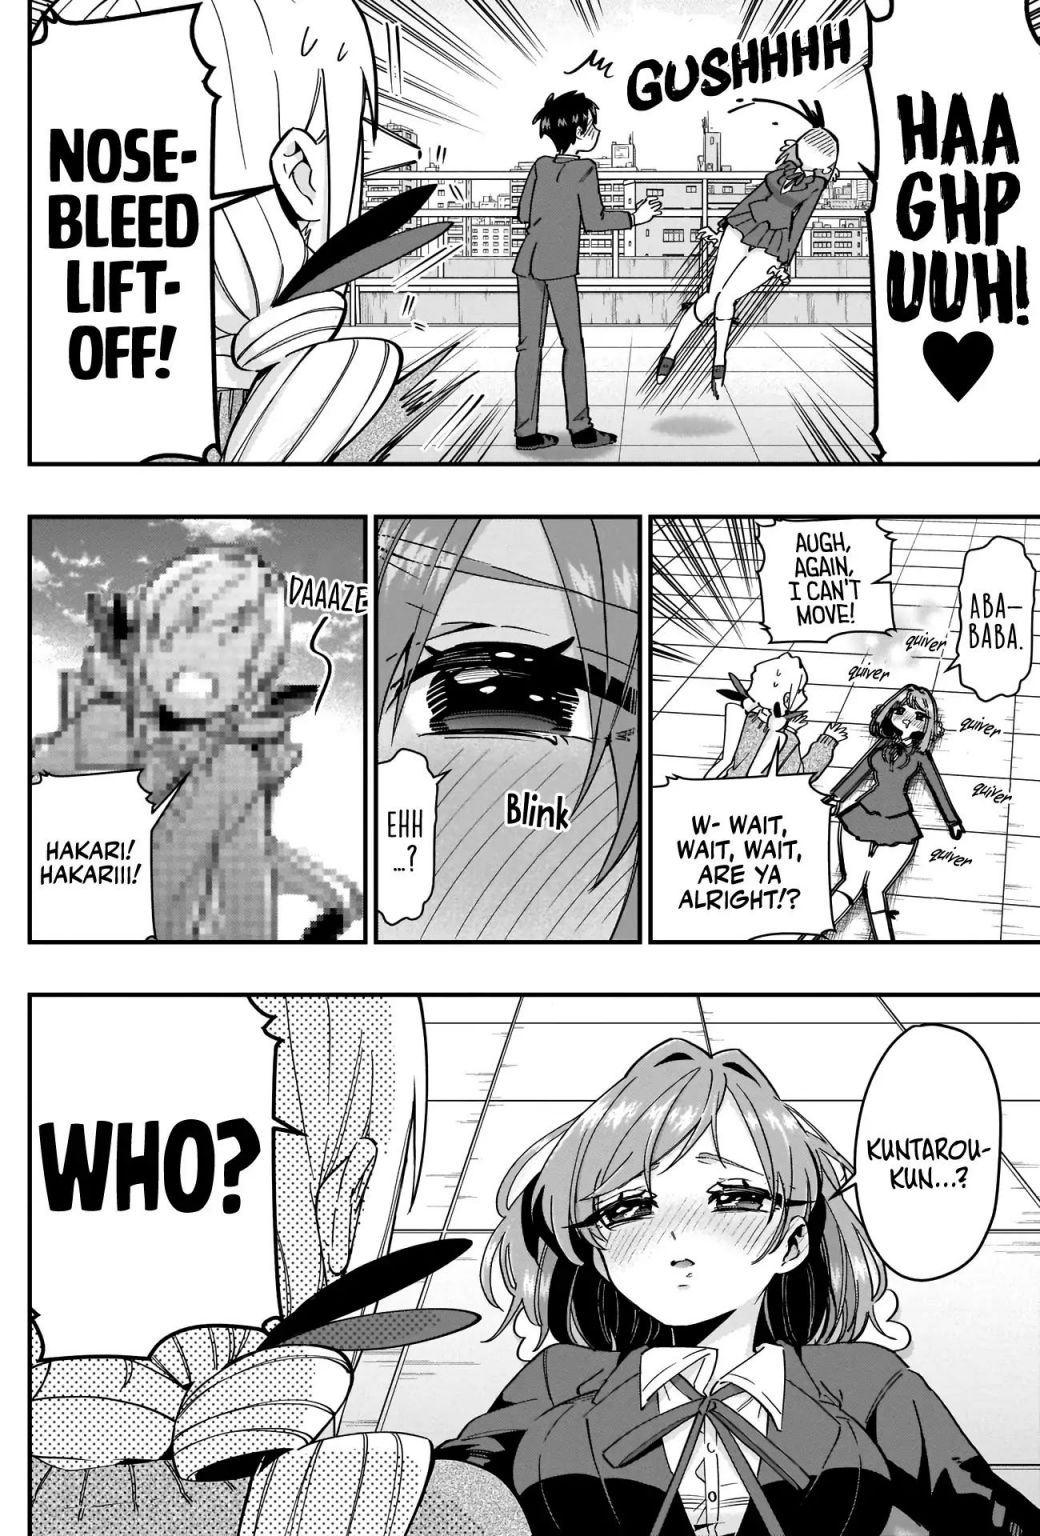 HAA
GHP
UUH!
♥
GUSHHHH
NOSE-
BLEED
LIFT-
OFF!
ABA—
BABA.
AUGH,
AGAIN,
I CAN'T
MOVE!
quiver
quiver
quiver
quiver
quiver
W- WAIT,
WAIT, WAIT,
ARE YA
ALRIGHT!?
Blink
EHH
...?
DAAAZE
HAKARI!
HAKARIII!
KUNTAROU-
KUN...?
WHO?